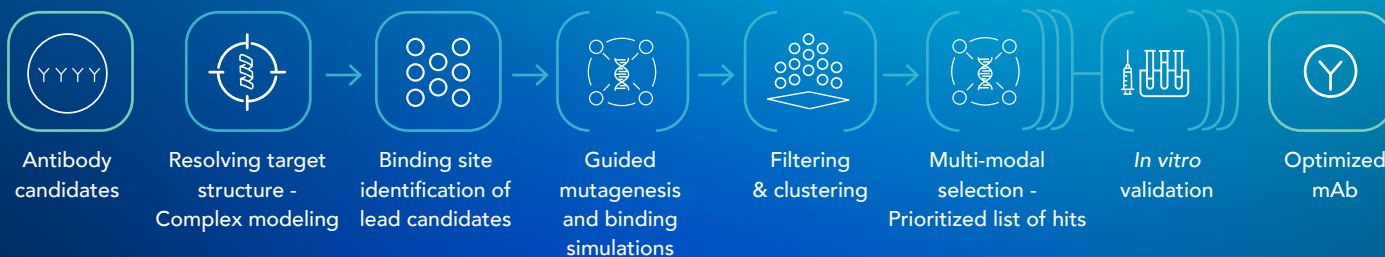 YYYY
Y
Antibody
candidates
Resolving target
structure -
Complex modeling
Binding site
identification of
lead candidates
Guided
mutagenesis
and binding
simulations
Filtering
& clustering
Multi-modal
selection -
Prioritized list of hits
In vitro
validation
Optimized
mAb